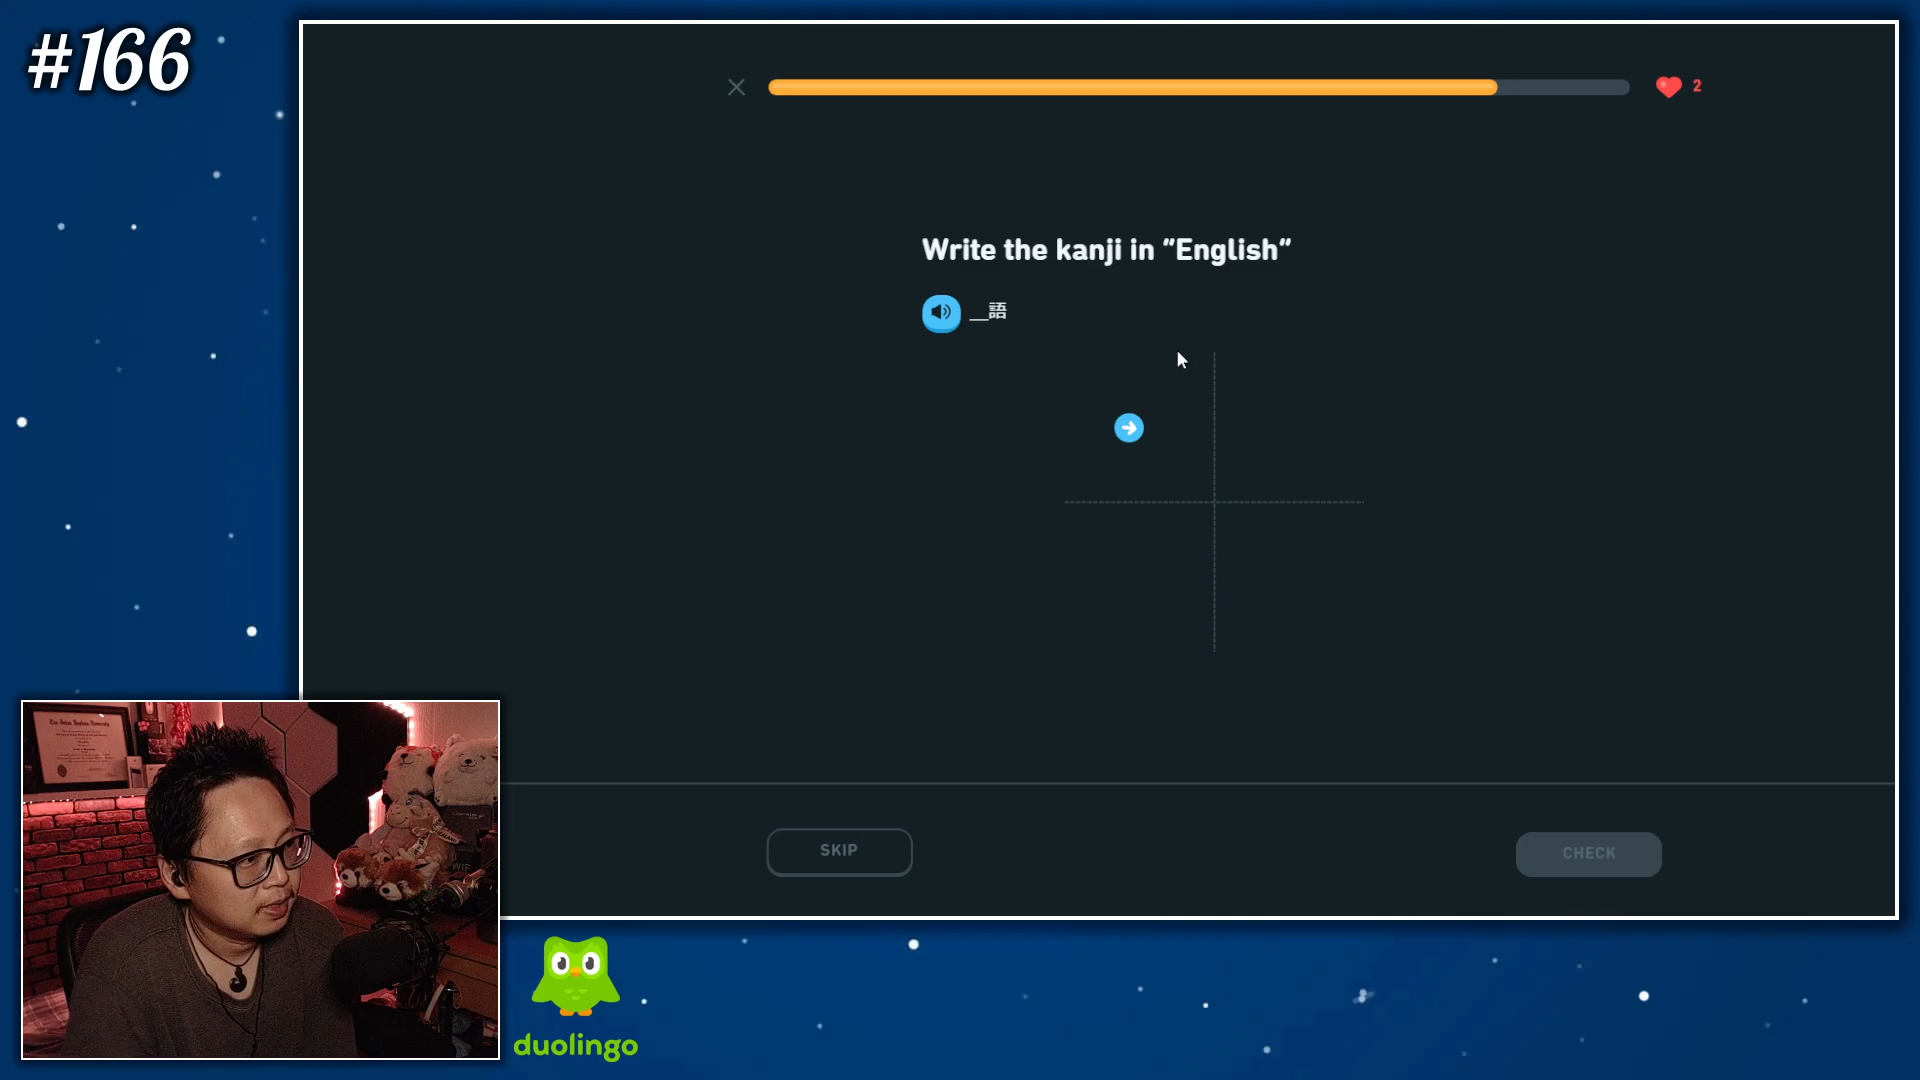 #166
2
Write the kanji in “English”
__語
SKIP
CHECK
duolingo